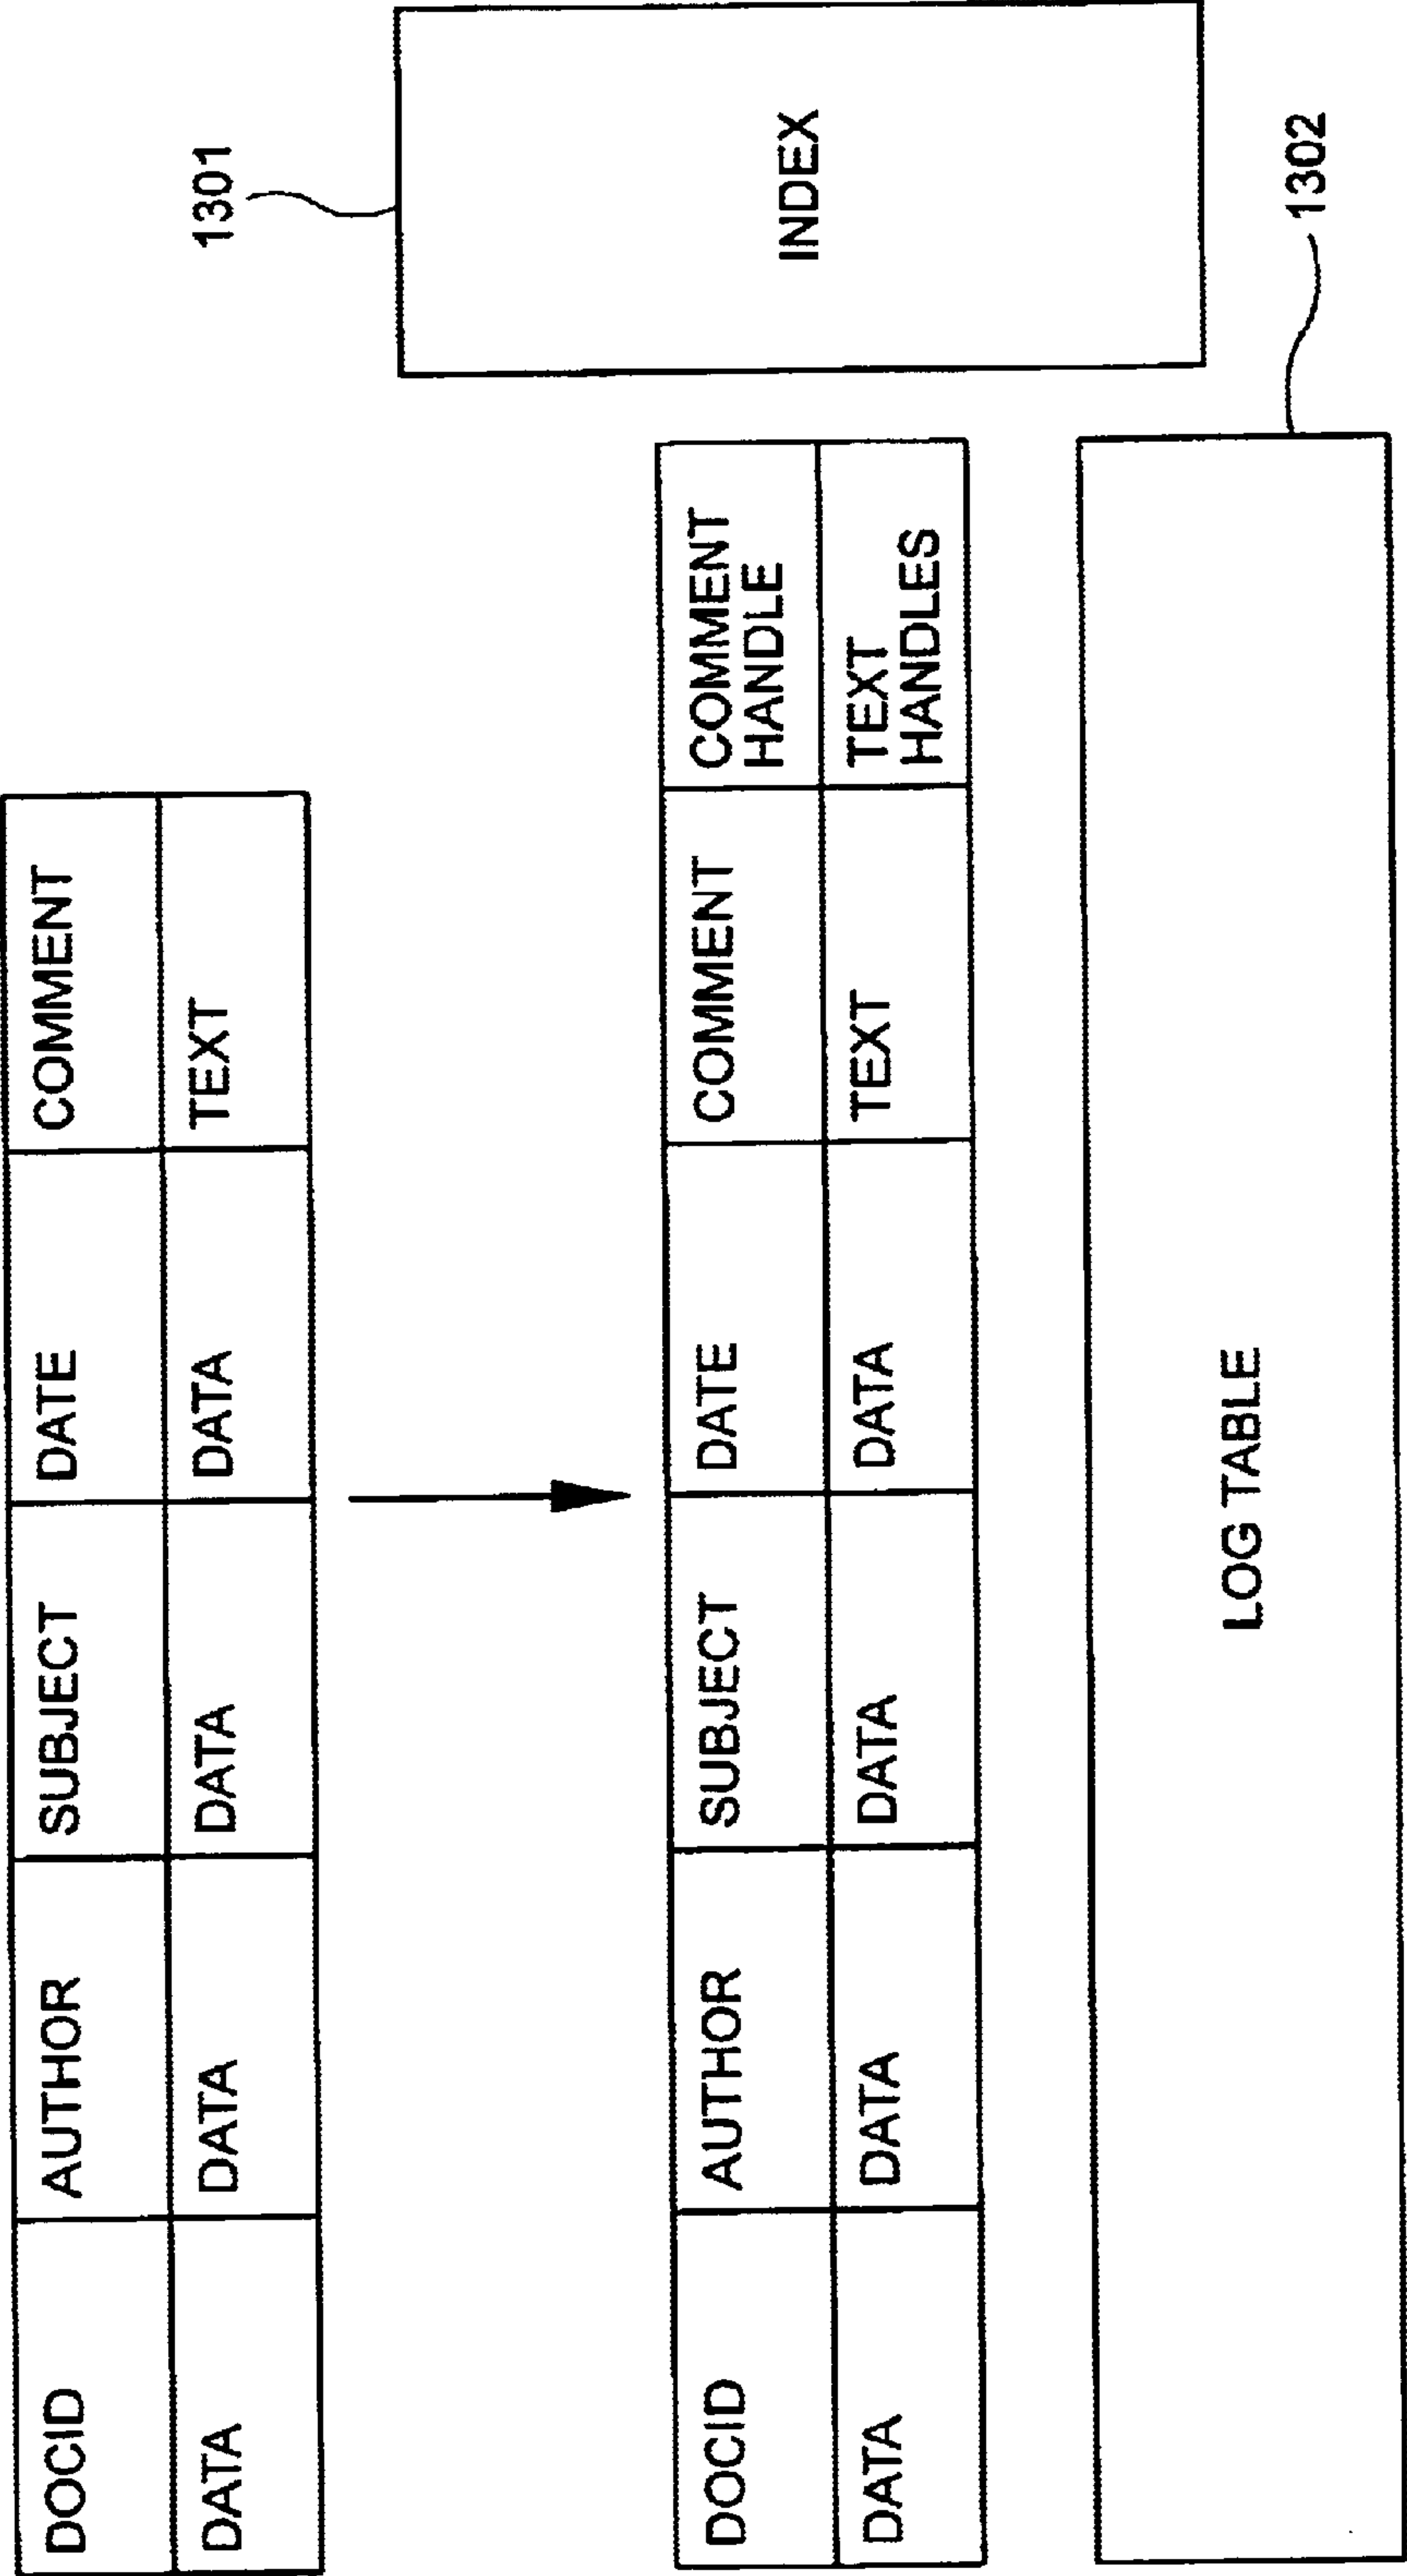 DOCID AUTHOR SUBJECT DATE COMMENT
DATA DATA DATA DATA TEXT
1301
INDEX
DOCID AUTHOR SUBJECT DATE COMMENT COMMENT
HANDLE
DATA DATA DATA DATA TEXT TEXT
HANDLES
LOG TABLE
1302